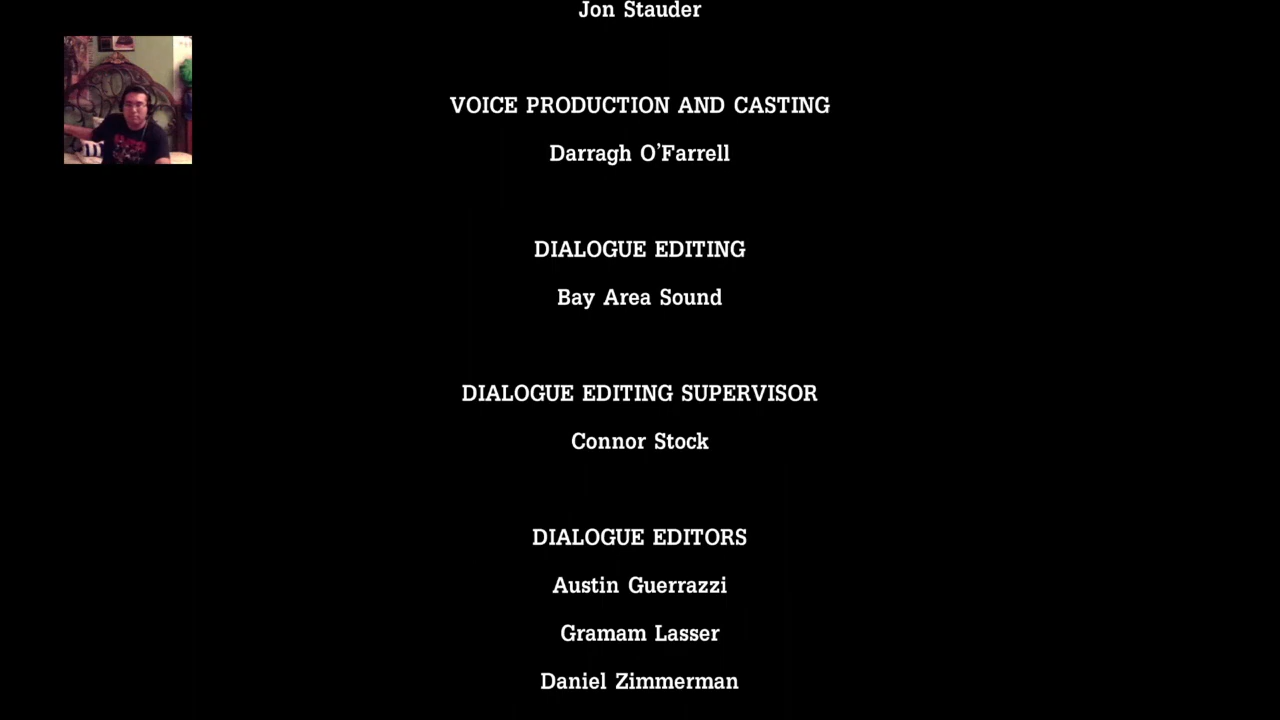 Jon Stauder
VOICE PRODUCTION AND CASTING
Darragh O'Farrell
DIALOGUE EDITING
Bay Area Sound
DIALOGUE EDITING SUPERVISOR
Connor Stock
DIALOGUE EDITORS
Austin Guerrazzi
Gramam Lasser
Daniel Zimmerman